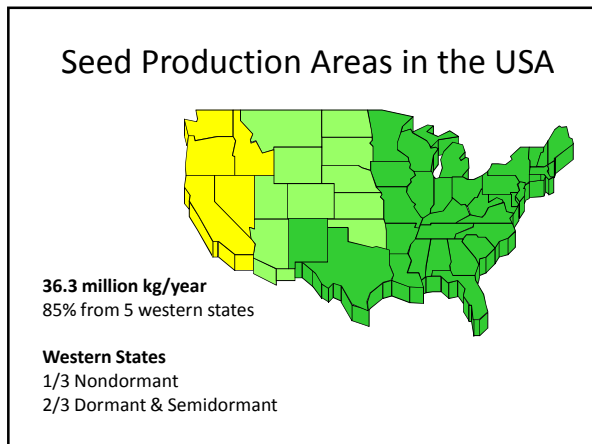 Seed Production Areas in the USA
36.3 million kg/year
85% from 5 western states
Western States
1/3 Nondormant
2/3 Dormant & Semidormant